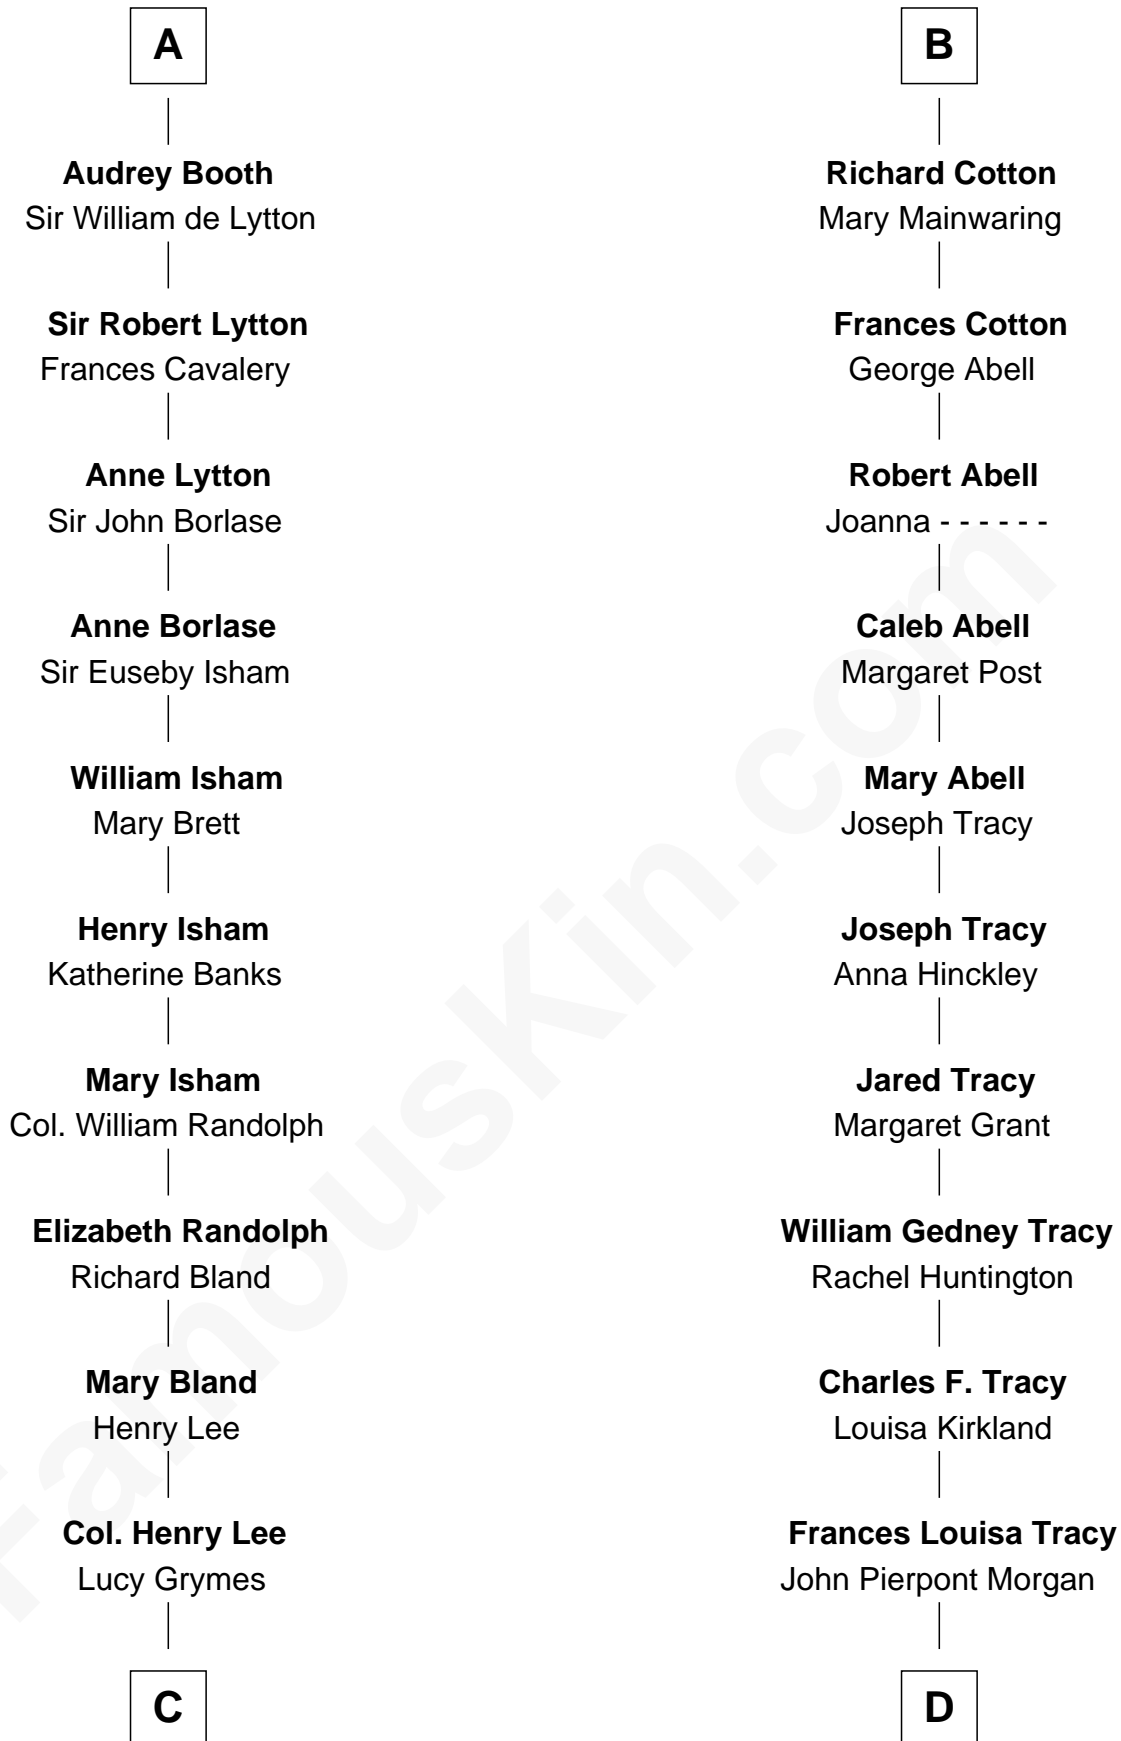 A
Audrey Booth
Sir William de Lytton
Sir Robert Lytton
Frances Cavalery
Anne Lytton
Sir John Borlase
Anne Borlase
Sir Euseby Isham
William Isham
Mary Brett
Henry Isham
Katherine Banks
Mary Isham
Col. William Randolph
Elizabeth Randolph
Richard Bland
Mary Bland
Henry Lee
Col. Henry Lee
Lucy Grymes
C
B
Richard Cotton
Mary Mainwaring
Frances Cotton
George Abell
Robert Abell
Joanna - - - - - -
Caleb Abell
Margaret Post
Mary Abell
Joseph Tracy
Joseph Tracy
Anna Hinckley
Jared Tracy
Margaret Grant
William Gedney Tracy
Rachel Huntington
Charles F. Tracy
Louisa Kirkland
Frances Louisa Tracy
John Pierpont Morgan
D
FamousKin.com